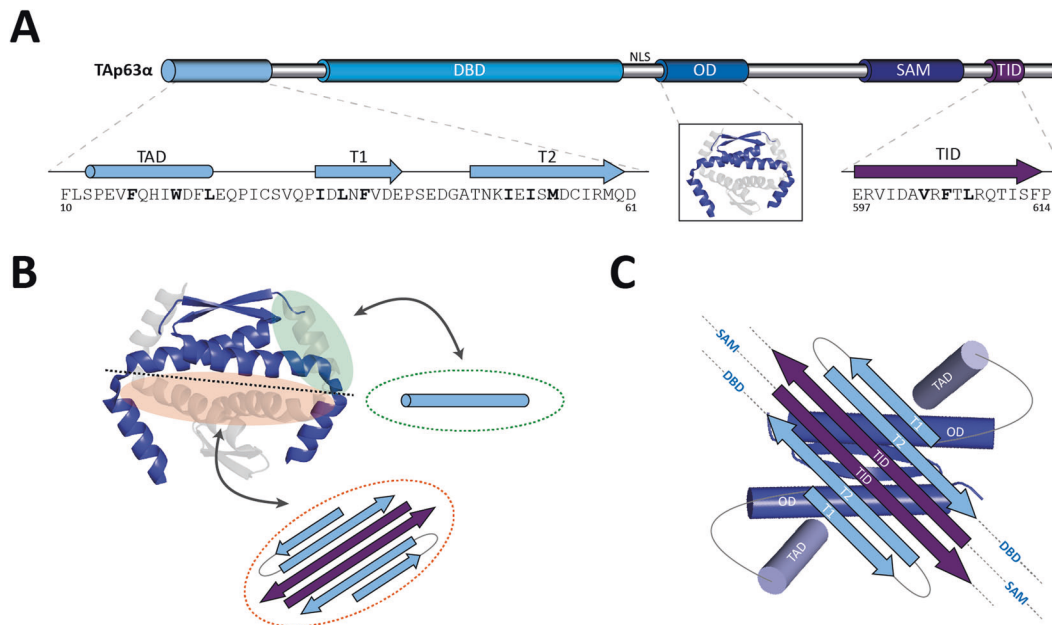 A
TAp63α
DBD
NLS
OD
SAM
TID
TAD
T1
T2
TID
FLSPEVFQHIWDFLEQPICSVQPIDLNFVDEPSEDGATNKIEISMDCIRMQD
10
61
ERVIDAVRFTLRQTISFP
597
614
B
C
SAM
DBD
TAD
T1
T2
OD
TID
TID
OD
T2
T1
TAD
DBD
SAM